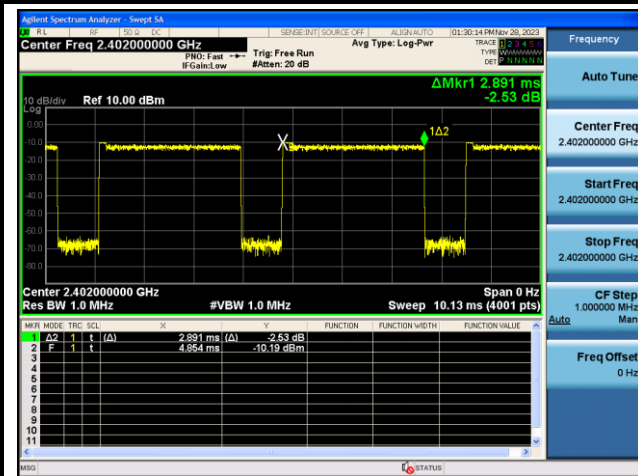 Agilent Spectrum Analyzer - Swept SA
RL RF 50 Ω DC SENSE:INT SOURCE OFF ALIGNAUTO 01:30:14 PM Nov 28, 2023
Center Freq 2.402000000 GHz
PNO: Fast
IFGain:Low
Trig: Free Run
#Atten: 20 dB
Avg Type: Log-Pwr
TRACE 1 2 3 4 5 6
TYPE
DET P N N N N N
ΔMkr1 2.891 ms
-2.53 dB
10 dB/div Ref 10.00 dBm
Log
0.00
-10.0
-20.0
-30.0
-40.0
-50.0
-60.0
-70.0
-80.0
1Δ2
Center 2.402000000 GHz Span 0 Hz
Res BW 1.0 MHz #VBW 1.0 MHz Sweep 10.13 ms (4001 pts)
MKR MODE TRC SCL X Y FUNCTION FUNCTION WIDTH FUNCTION VALUE
1 Δ2 1 t (Δ) 2.891 ms (Δ) -2.53 dB
2 F 1 t 4.854 ms -10.19 dBm
3
4
5
6
7
8
9
10
11
MSG STATUS
Frequency
Auto Tune
Center Freq
2.402000000 GHz
Start Freq
2.402000000 GHz
Stop Freq
2.402000000 GHz
CF Step
1.000000 MHz
Auto Man
Freq Offset
0 Hz